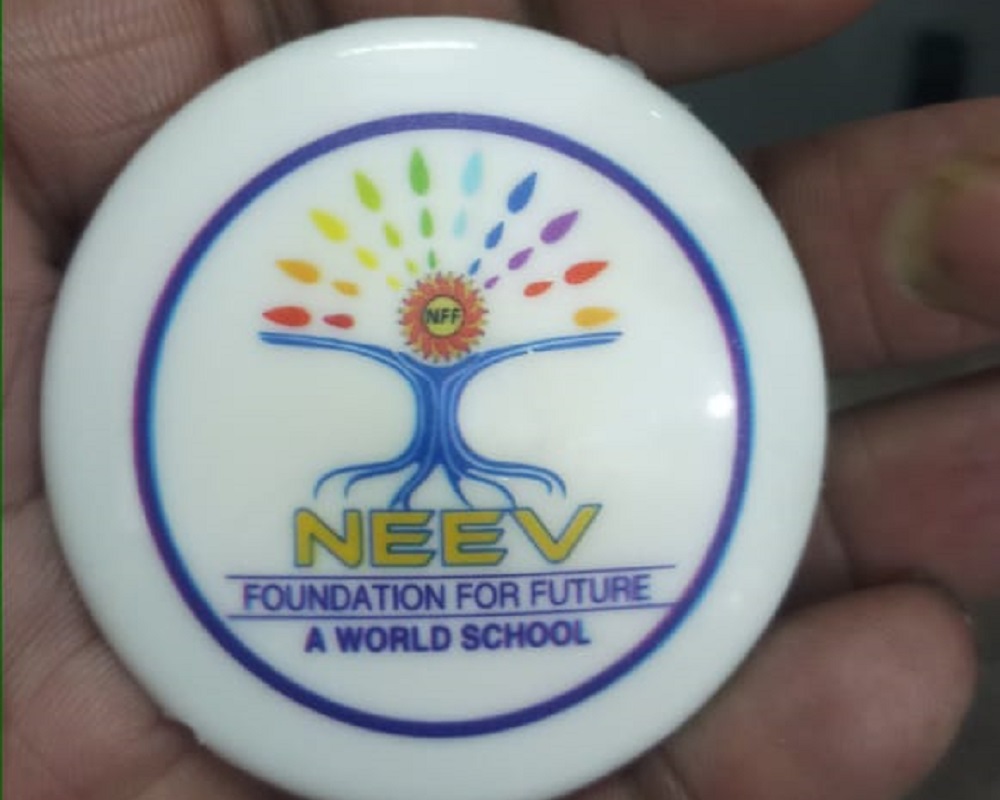 NFF
NEEV
FOUNDATION FOR FUTURE
A WORLD SCHOOL